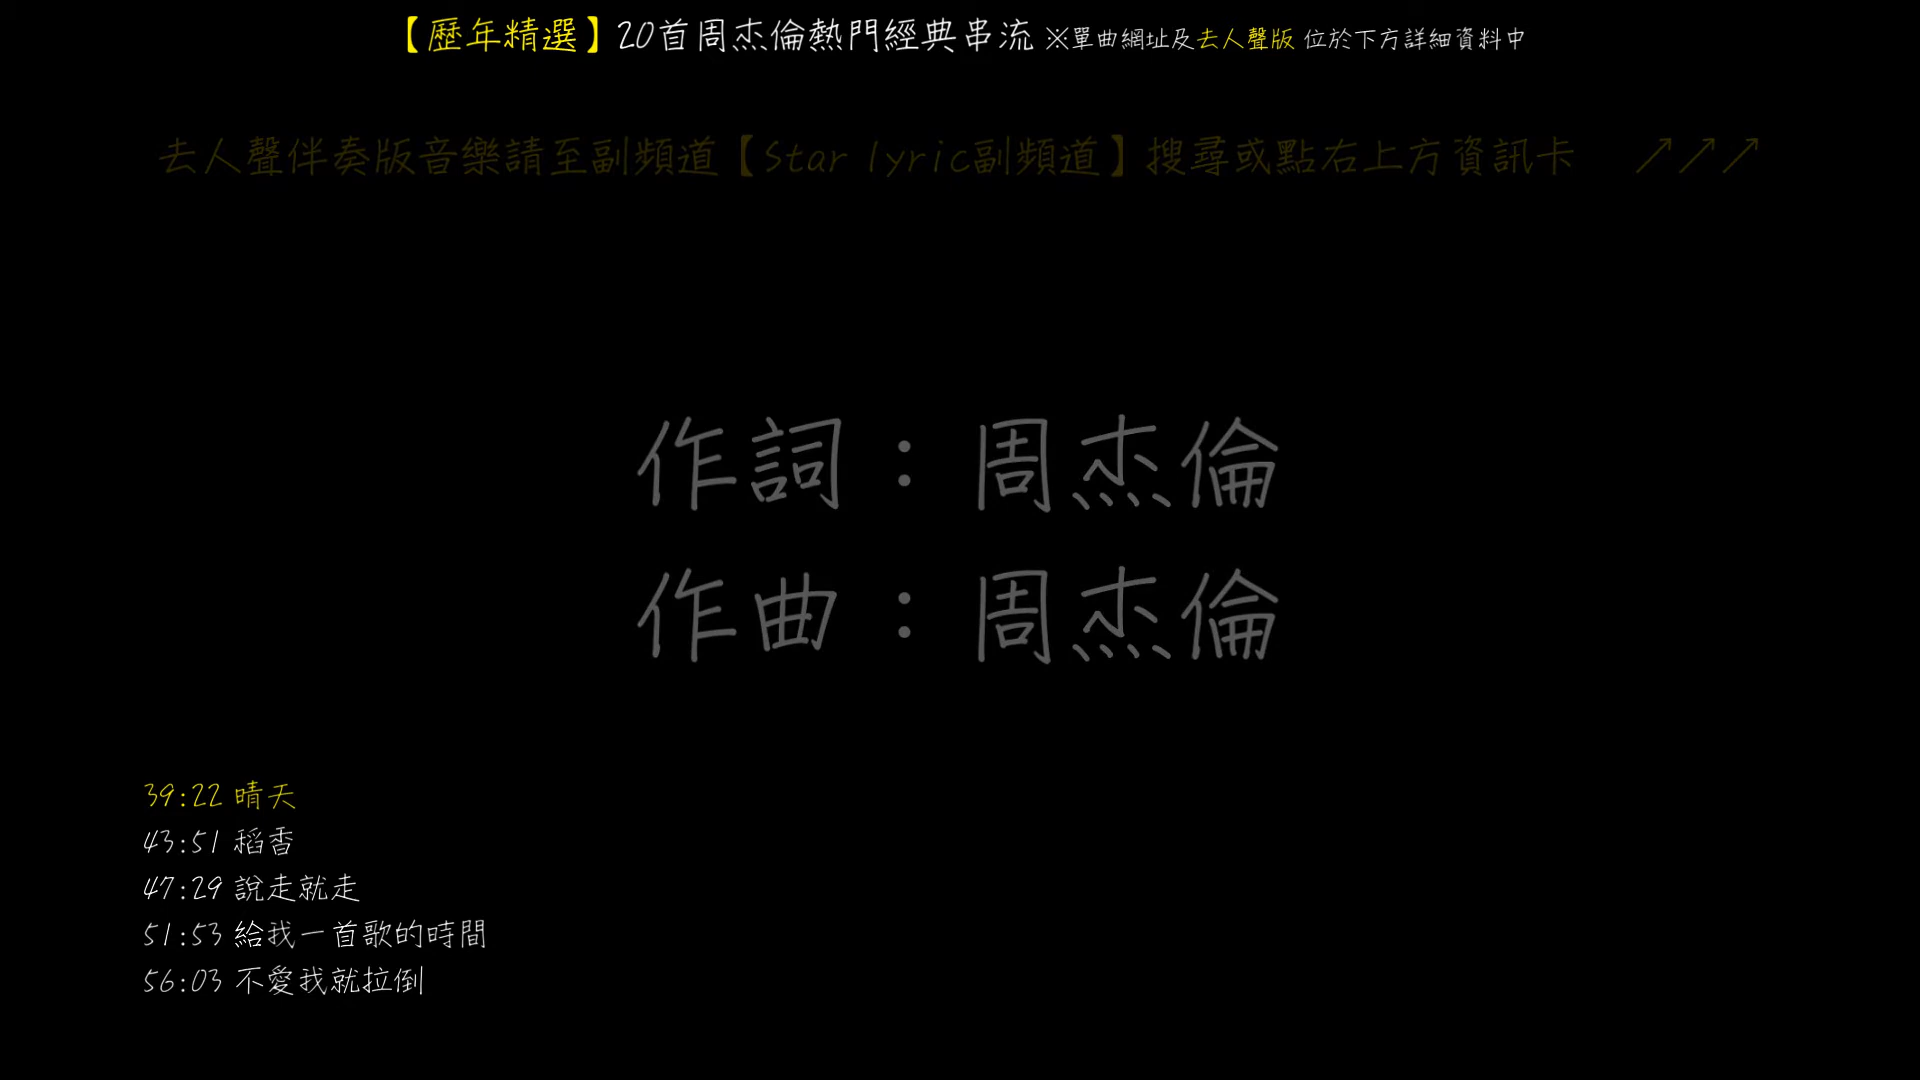 【歷年精選】20首周杰倫熱門經典串流 ※單曲網址及去人聲版 位於下方詳細資料中
去人聲伴奏版音樂請至副頻道【Star lyric副頻道】搜尋或點右上方資訊卡 ↗↗↗
作詞：周杰倫
作曲：周杰倫
39:22 晴天
43:51 稻香
47:29 說走就走
51:53 給我一首歌的時間
56:03 不愛我就拉倒